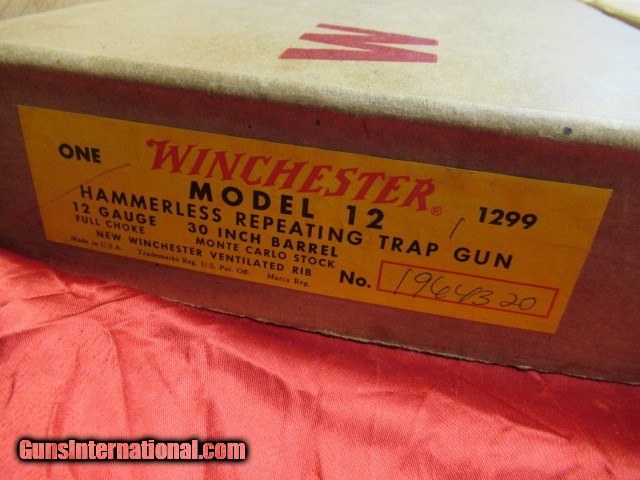 W
ONE WINCHESTER® 1299
MODEL 12
HAMMERLESS REPEATING TRAP GUN
12 GAUGE 30 INCH BARREL
FULL CHOKE MONTE CARLO STOCK
NEW WINCHESTER VENTILATED RIB
Made in U.S.A. Trademarks Reg. U.S. Pat. Off. Marca Reg.
No. 1964320
GunsInternational.com